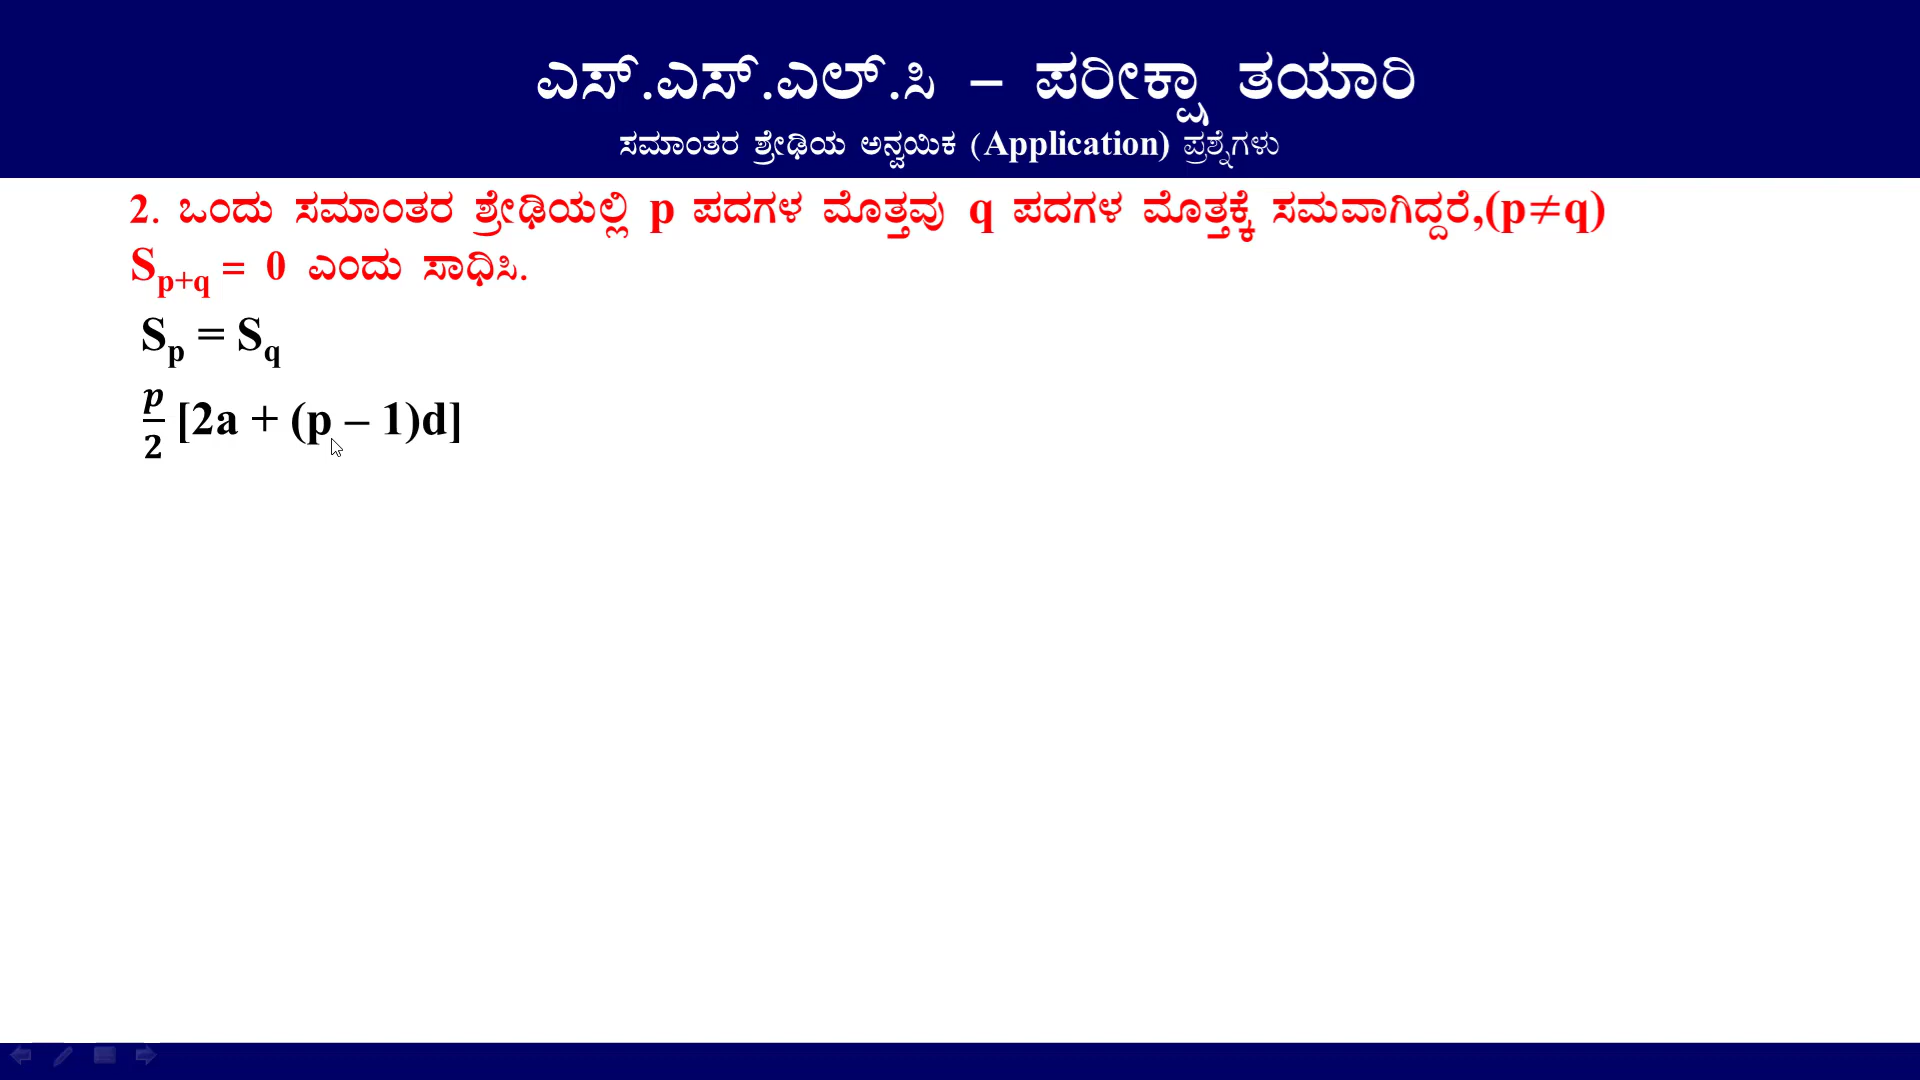 ಎಸ್.ಎಸ್.ಎಲ್.ಸಿ – ಪರೀಕ್ಷಾ ತಯಾರಿ
ಸಮಾಂತರ ಶ್ರೇಢಿಯ ಅನ್ವಯಿಕ (Application) ಪ್ರಶ್ನೆಗಳು
2. ಒಂದು ಸಮಾಂತರ ಶ್ರೇಢಿಯಲ್ಲಿ p ಪದಗಳ ಮೊತ್ತವು q ಪದಗಳ ಮೊತ್ತಕ್ಕೆ ಸಮವಾಗಿದ್ದರೆ,(p≠q)
Sp+q = 0 ಎಂದು ಸಾಧಿಸಿ.
Sp = Sq
p/2 [2a + (p – 1)d]